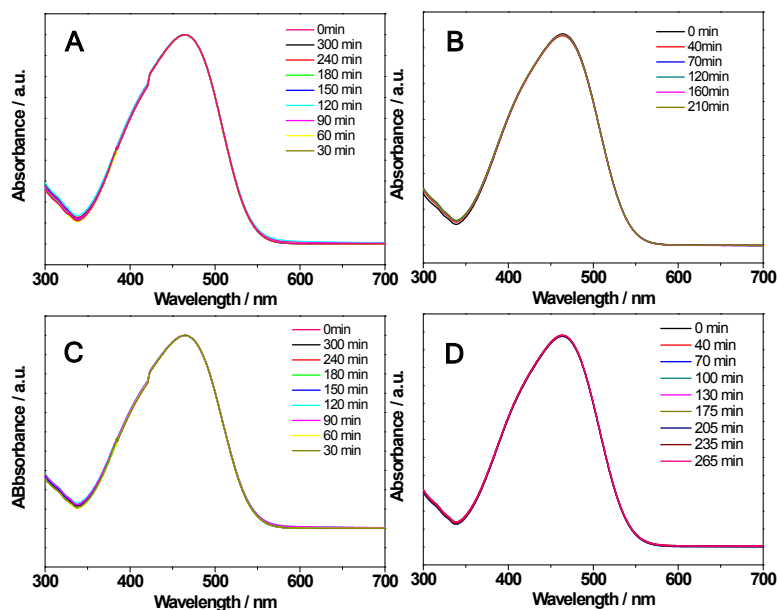 A
0min
300 min
240 min
180 min
150 min
120 min
90 min
60 min
30 min
Absorbance / a.u.
300 400 500 600 700
Wavelength / nm
B
0 min
40min
70min
120min
160min
210min
Absorbance / a.u.
300 400 500 600 700
Wavelength / nm
C
0min
300 min
240 min
180 min
150 min
120 min
90 min
60 min
30 min
ABbsorbance / a.u.
300 400 500 600 700
Wavelength / nm
D
0 min
40 min
70 min
100 min
130 min
175 min
205 min
235 min
265 min
Absorbance / a.u.
300 400 500 600 700
Wavelength / nm